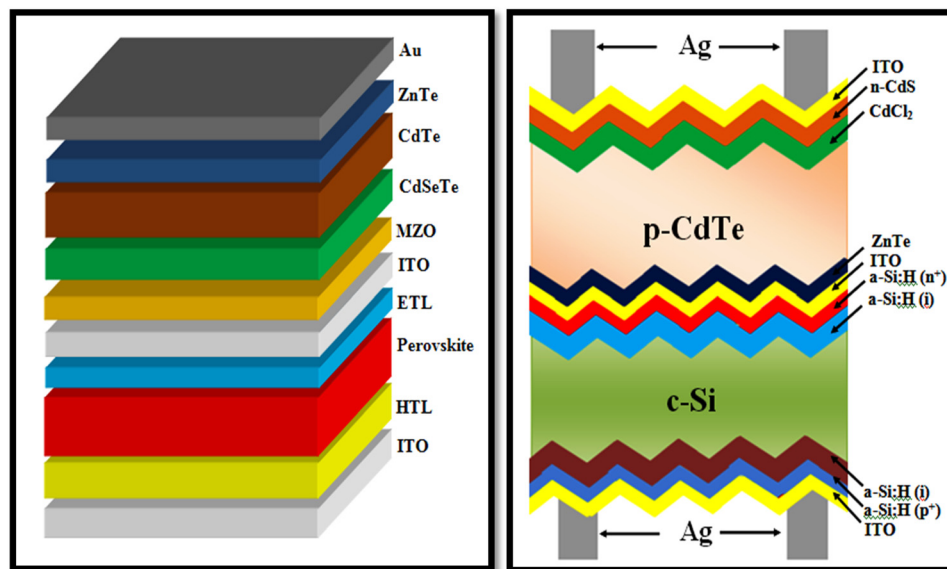 Au
ZnTe
CdTe
CdSeTe
MZO
ITO
ETL
Perovskite
HTL
ITO
Ag
ITO
n-CdS
CdCl₂
p-CdTe
ZnTe
ITO
a-Si:H (n⁺)
a-Si:H (i)
c-Si
a-Si:H (i)
a-Si:H (p⁺)
ITO
Ag